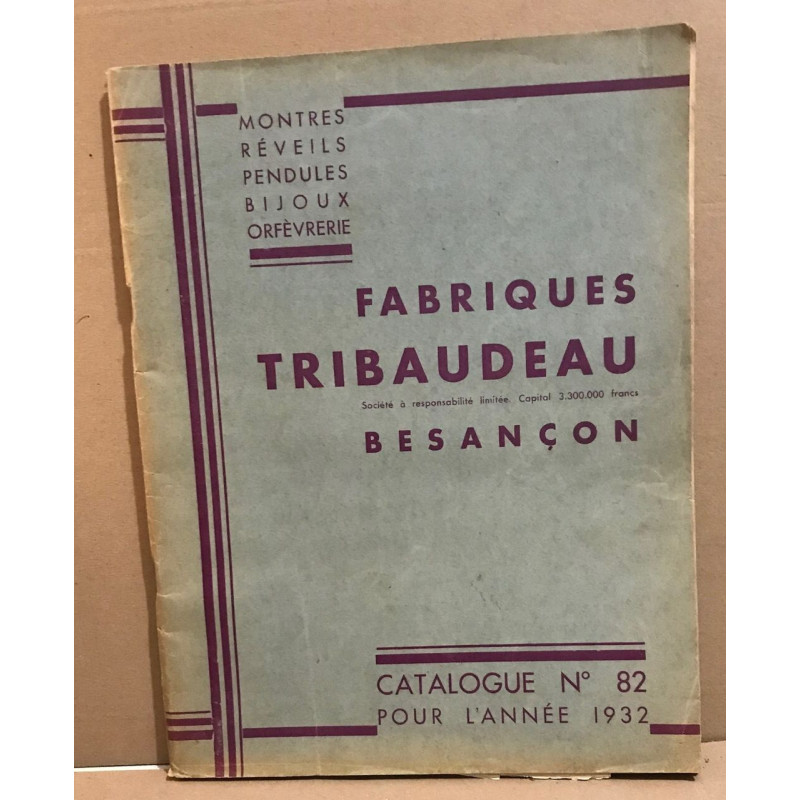 MONTRES
RÉVEILS
PENDULES
BIJOUX
ORFÈVRERIE
FABRIQUES
TRIBAUDEAU
Société à responsabilité limitée. Capital 3.300.000 francs
BESANÇON
CATALOGUE N° 82
POUR L'ANNÉE 1932